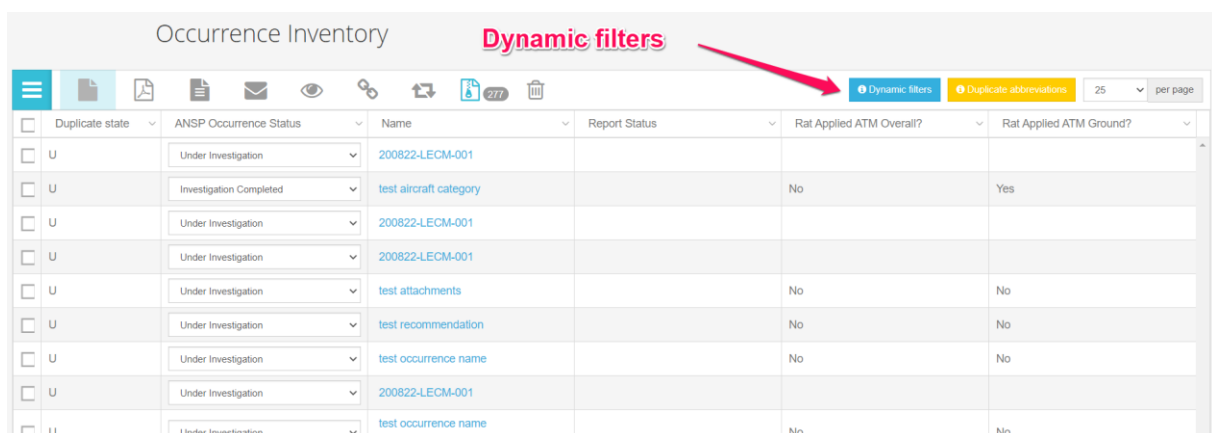 Occurrence Inventory
Dynamic filters
277
Dynamic filters
Duplicate abbreviations
25
per page
Duplicate state
ANSP Occurrence Status
Name
Report Status
Rat Applied ATM Overall?
Rat Applied ATM Ground?
U Under Investigation 200822-LECM-001
U Investigation Completed test aircraft category No Yes
U Under Investigation 200822-LECM-001
U Under Investigation 200822-LECM-001
U Under Investigation test attachments No No
U Under Investigation test recommendation No No
U Under Investigation test occurrence name No No
U Under Investigation 200822-LECM-001
test occurrence name
U Under Investigation No No